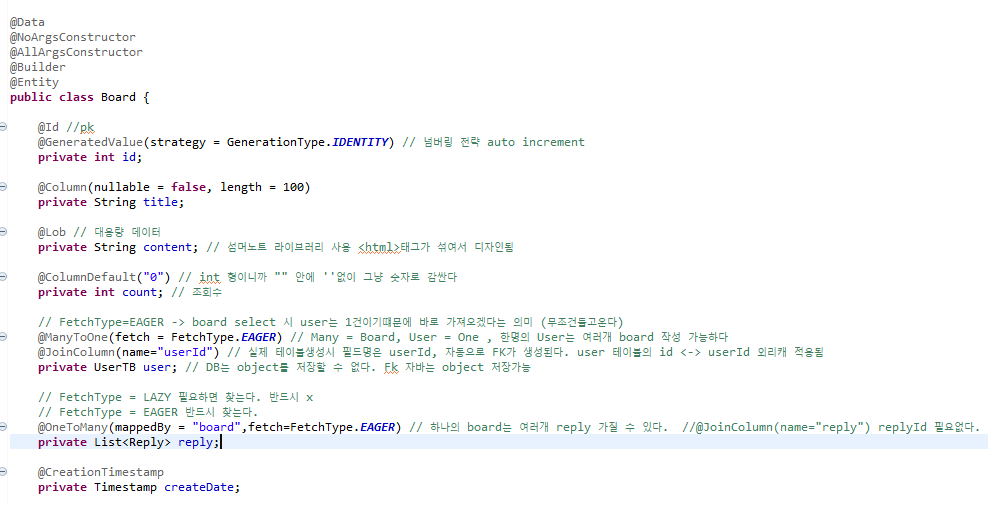 @Data
@NoArgsConstructor
@AllArgsConstructor
@Builder
@Entity
public class Board {
@Id //pk
@GeneratedValue(strategy = GenerationType.IDENTITY) // 넘버링 전략 auto increment
private int id;
@Column(nullable = false, length = 100)
private String title;
@Lob // 대용량 데이터
private String content; // 섬머노트 라이브러리 사용 <html>태그가 섞여서 디자인됨
@ColumnDefault("0") // int 형이니까 "" 안에 ''없이 그냥 숫자로 감싼다
private int count; // 조회수
// FetchType=EAGER -> board select 시 user는 1건이기때문에 바로 가져오겠다는 의미 (무조건들고온다)
@ManyToOne(fetch = FetchType.EAGER) // Many = Board, User = One , 한명의 User는 여러개 board 작성 가능하다
@JoinColumn(name="userId") // 실제 테이블생성시 필드명은 userId, 자동으로 FK가 생성된다. user 테이블의 id <-> userId 외리캐 적용됨
private UserTB user; // DB는 object를 저장할 수 없다. Fk 자바는 object 저장가능
// FetchType = LAZY 필요하면 찾는다. 반드시 x
// FetchType = EAGER 반드시 찾는다.
@OneToMany(mappedBy = "board",fetch=FetchType.EAGER) // 하나의 board는 여러개 reply 가질 수 있다.  //@JoinColumn(name="reply") replyId 필요없다.
private List<Reply> reply;
@CreationTimestamp
private Timestamp createDate;